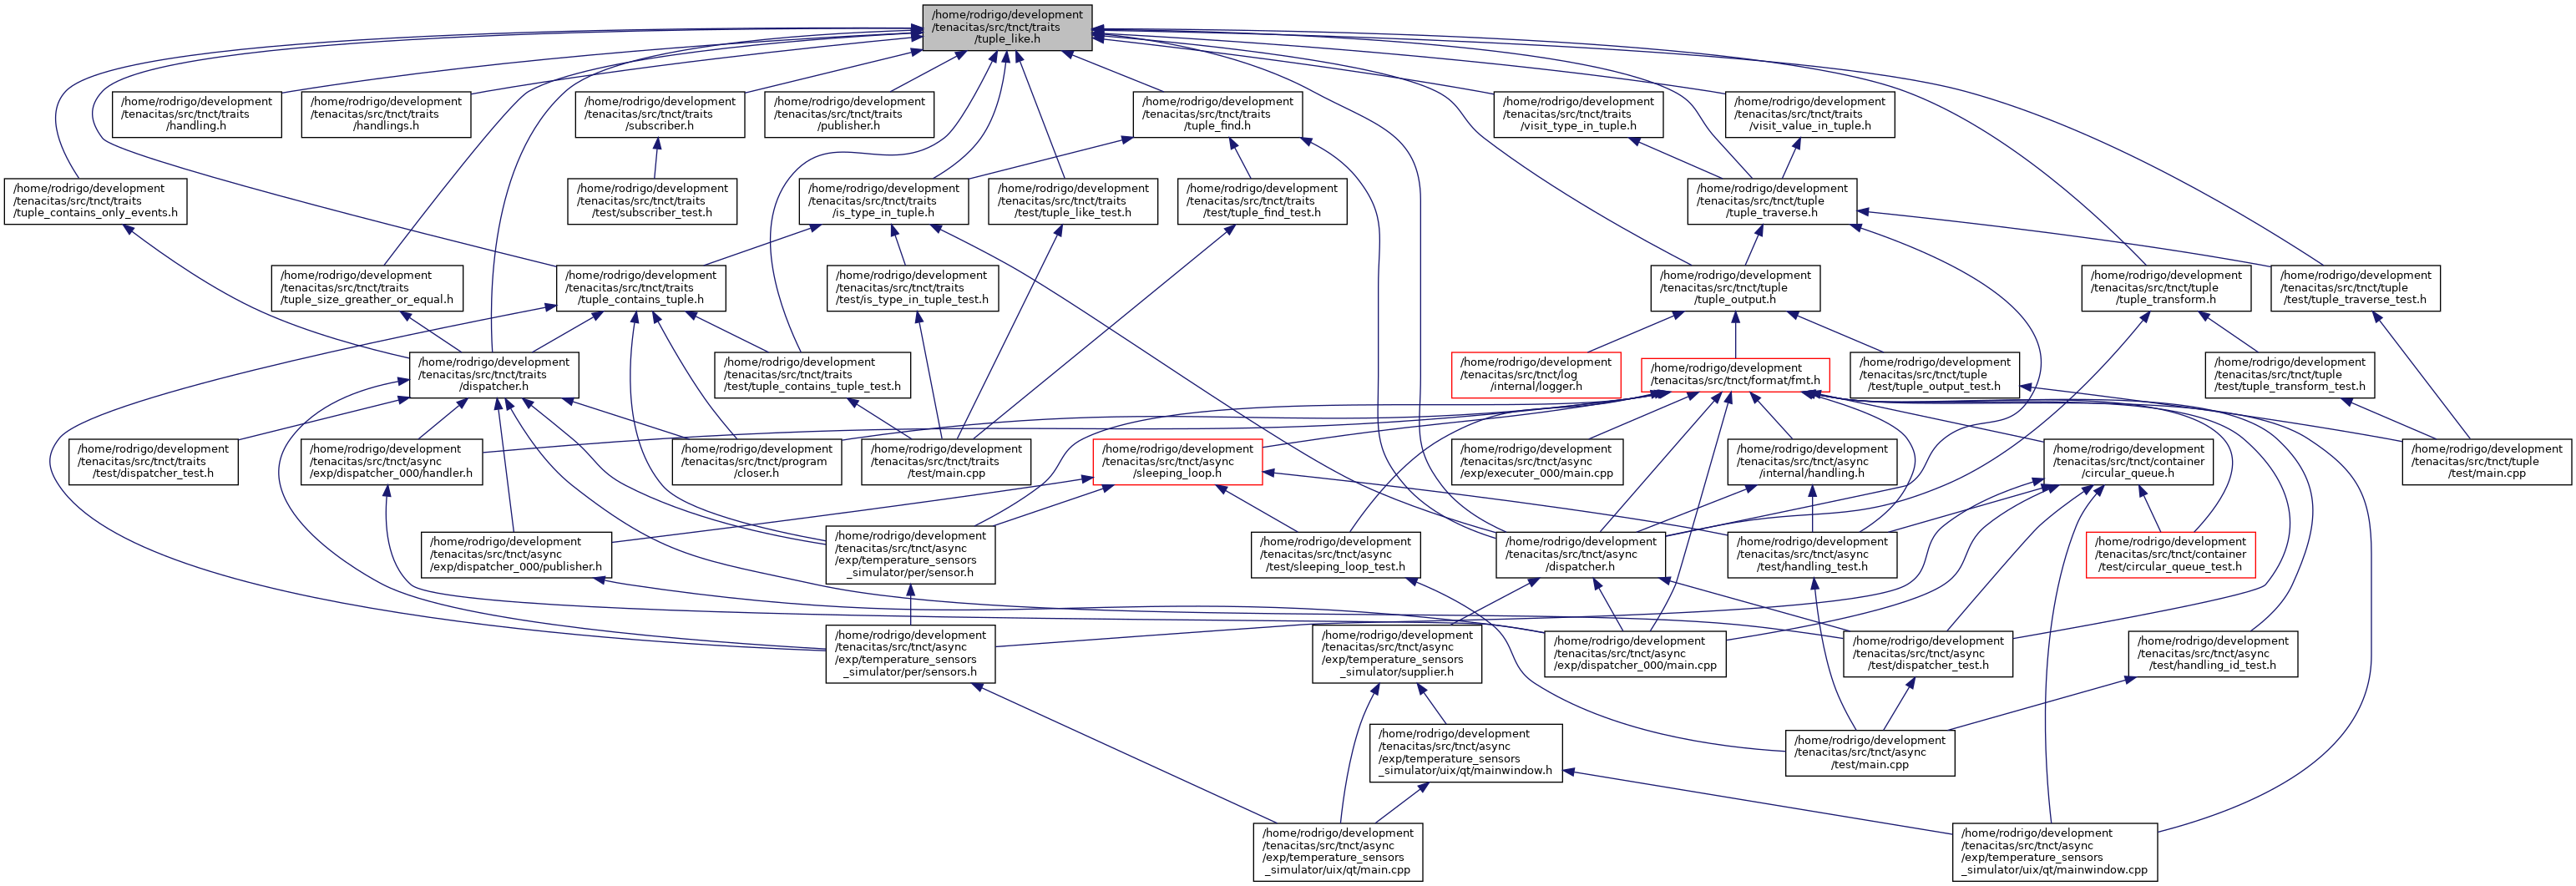 /home/rodrigo/development
/tenacitas/src/tnct/traits
/tuple_like.h
/home/rodrigo/development
/tenacitas/src/tnct/traits
/handling.h
/home/rodrigo/development
/tenacitas/src/tnct/traits
/handlings.h
/home/rodrigo/development
/tenacitas/src/tnct/traits
/subscriber.h
/home/rodrigo/development
/tenacitas/src/tnct/traits
/publisher.h
/home/rodrigo/development
/tenacitas/src/tnct/traits
/tuple_find.h
/home/rodrigo/development
/tenacitas/src/tnct/traits
/visit_type_in_tuple.h
/home/rodrigo/development
/tenacitas/src/tnct/traits
/visit_value_in_tuple.h
/home/rodrigo/development
/tenacitas/src/tnct/traits
/tuple_contains_only_events.h
/home/rodrigo/development
/tenacitas/src/tnct/traits
/test/subscriber_test.h
/home/rodrigo/development
/tenacitas/src/tnct/traits
/is_type_in_tuple.h
/home/rodrigo/development
/tenacitas/src/tnct/traits
/test/tuple_like_test.h
/home/rodrigo/development
/tenacitas/src/tnct/traits
/test/tuple_find_test.h
/home/rodrigo/development
/tenacitas/src/tnct/tuple
/tuple_traverse.h
/home/rodrigo/development
/tenacitas/src/tnct/traits
/tuple_size_greather_or_equal.h
/home/rodrigo/development
/tenacitas/src/tnct/traits
/tuple_contains_tuple.h
/home/rodrigo/development
/tenacitas/src/tnct/traits
/test/is_type_in_tuple_test.h
/home/rodrigo/development
/tenacitas/src/tnct/tuple
/tuple_output.h
/home/rodrigo/development
/tenacitas/src/tnct/tuple
/tuple_transform.h
/home/rodrigo/development
/tenacitas/src/tnct/tuple
/test/tuple_traverse_test.h
/home/rodrigo/development
/tenacitas/src/tnct/traits
/dispatcher.h
/home/rodrigo/development
/tenacitas/src/tnct/traits
/test/tuple_contains_tuple_test.h
/home/rodrigo/development
/tenacitas/src/tnct/log
/internal/logger.h
/home/rodrigo/development
/tenacitas/src/tnct/format/fmt.h
/home/rodrigo/development
/tenacitas/src/tnct/tuple
/test/tuple_output_test.h
/home/rodrigo/development
/tenacitas/src/tnct/tuple
/test/tuple_transform_test.h
/home/rodrigo/development
/tenacitas/src/tnct/traits
/test/dispatcher_test.h
/home/rodrigo/development
/tenacitas/src/tnct/async
/exp/dispatcher_000/handler.h
/home/rodrigo/development
/tenacitas/src/tnct/program
/closer.h
/home/rodrigo/development
/tenacitas/src/tnct/traits
/test/main.cpp
/home/rodrigo/development
/tenacitas/src/tnct/async
/sleeping_loop.h
/home/rodrigo/development
/tenacitas/src/tnct/async
/exp/executer_000/main.cpp
/home/rodrigo/development
/tenacitas/src/tnct/async
/internal/handling.h
/home/rodrigo/development
/tenacitas/src/tnct/container
/circular_queue.h
/home/rodrigo/development
/tenacitas/src/tnct/tuple
/test/main.cpp
/home/rodrigo/development
/tenacitas/src/tnct/async
/exp/dispatcher_000/publisher.h
/home/rodrigo/development
/tenacitas/src/tnct/async
/exp/temperature_sensors
_simulator/per/sensor.h
/home/rodrigo/development
/tenacitas/src/tnct/async
/test/sleeping_loop_test.h
/home/rodrigo/development
/tenacitas/src/tnct/async
/dispatcher.h
/home/rodrigo/development
/tenacitas/src/tnct/async
/test/handling_test.h
/home/rodrigo/development
/tenacitas/src/tnct/container
/test/circular_queue_test.h
/home/rodrigo/development
/tenacitas/src/tnct/async
/exp/temperature_sensors
_simulator/per/sensors.h
/home/rodrigo/development
/tenacitas/src/tnct/async
/exp/dispatcher_000/main.cpp
/home/rodrigo/development
/tenacitas/src/tnct/async
/exp/temperature_sensors
_simulator/supplier.h
/home/rodrigo/development
/tenacitas/src/tnct/async
/test/dispatcher_test.h
/home/rodrigo/development
/tenacitas/src/tnct/async
/test/handling_id_test.h
/home/rodrigo/development
/tenacitas/src/tnct/async
/exp/temperature_sensors
_simulator/uix/qt/mainwindow.h
/home/rodrigo/development
/tenacitas/src/tnct/async
/test/main.cpp
/home/rodrigo/development
/tenacitas/src/tnct/async
/exp/temperature_sensors
_simulator/uix/qt/main.cpp
/home/rodrigo/development
/tenacitas/src/tnct/async
/exp/temperature_sensors
_simulator/uix/qt/mainwindow.cpp